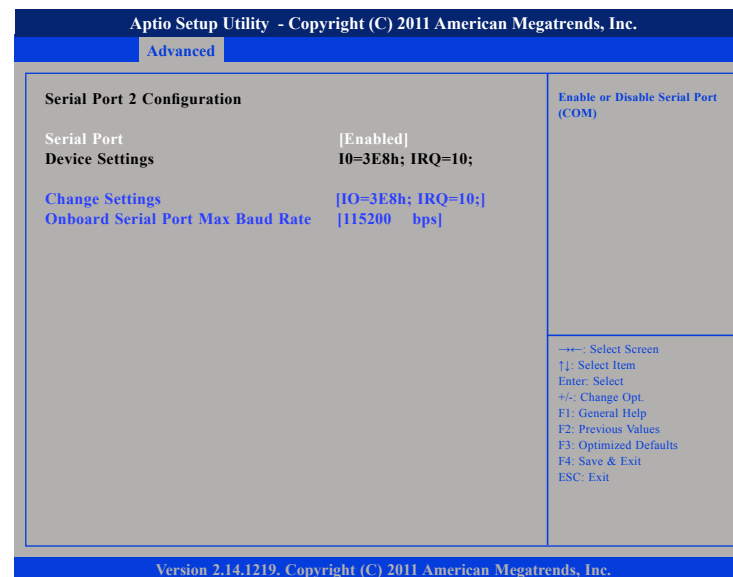 Aptio Setup Utility - Copyright (C) 2011 American Megatrends, Inc.
Advanced
Serial Port 2 Configuration
Serial Port [Enabled]
Device Settings I0=3E8h; IRQ=10;
Change Settings [IO=3E8h; IRQ=10;]
Onboard Serial Port Max Baud Rate [115200 bps]
Enable or Disable Serial Port
(COM)
→←: Select Screen
↑↓: Select Item
Enter: Select
+/-: Change Opt.
F1: General Help
F2: Previous Values
F3: Optimized Defaults
F4: Save & Exit
ESC: Exit
Version 2.14.1219. Copyright (C) 2011 American Megatrends, Inc.